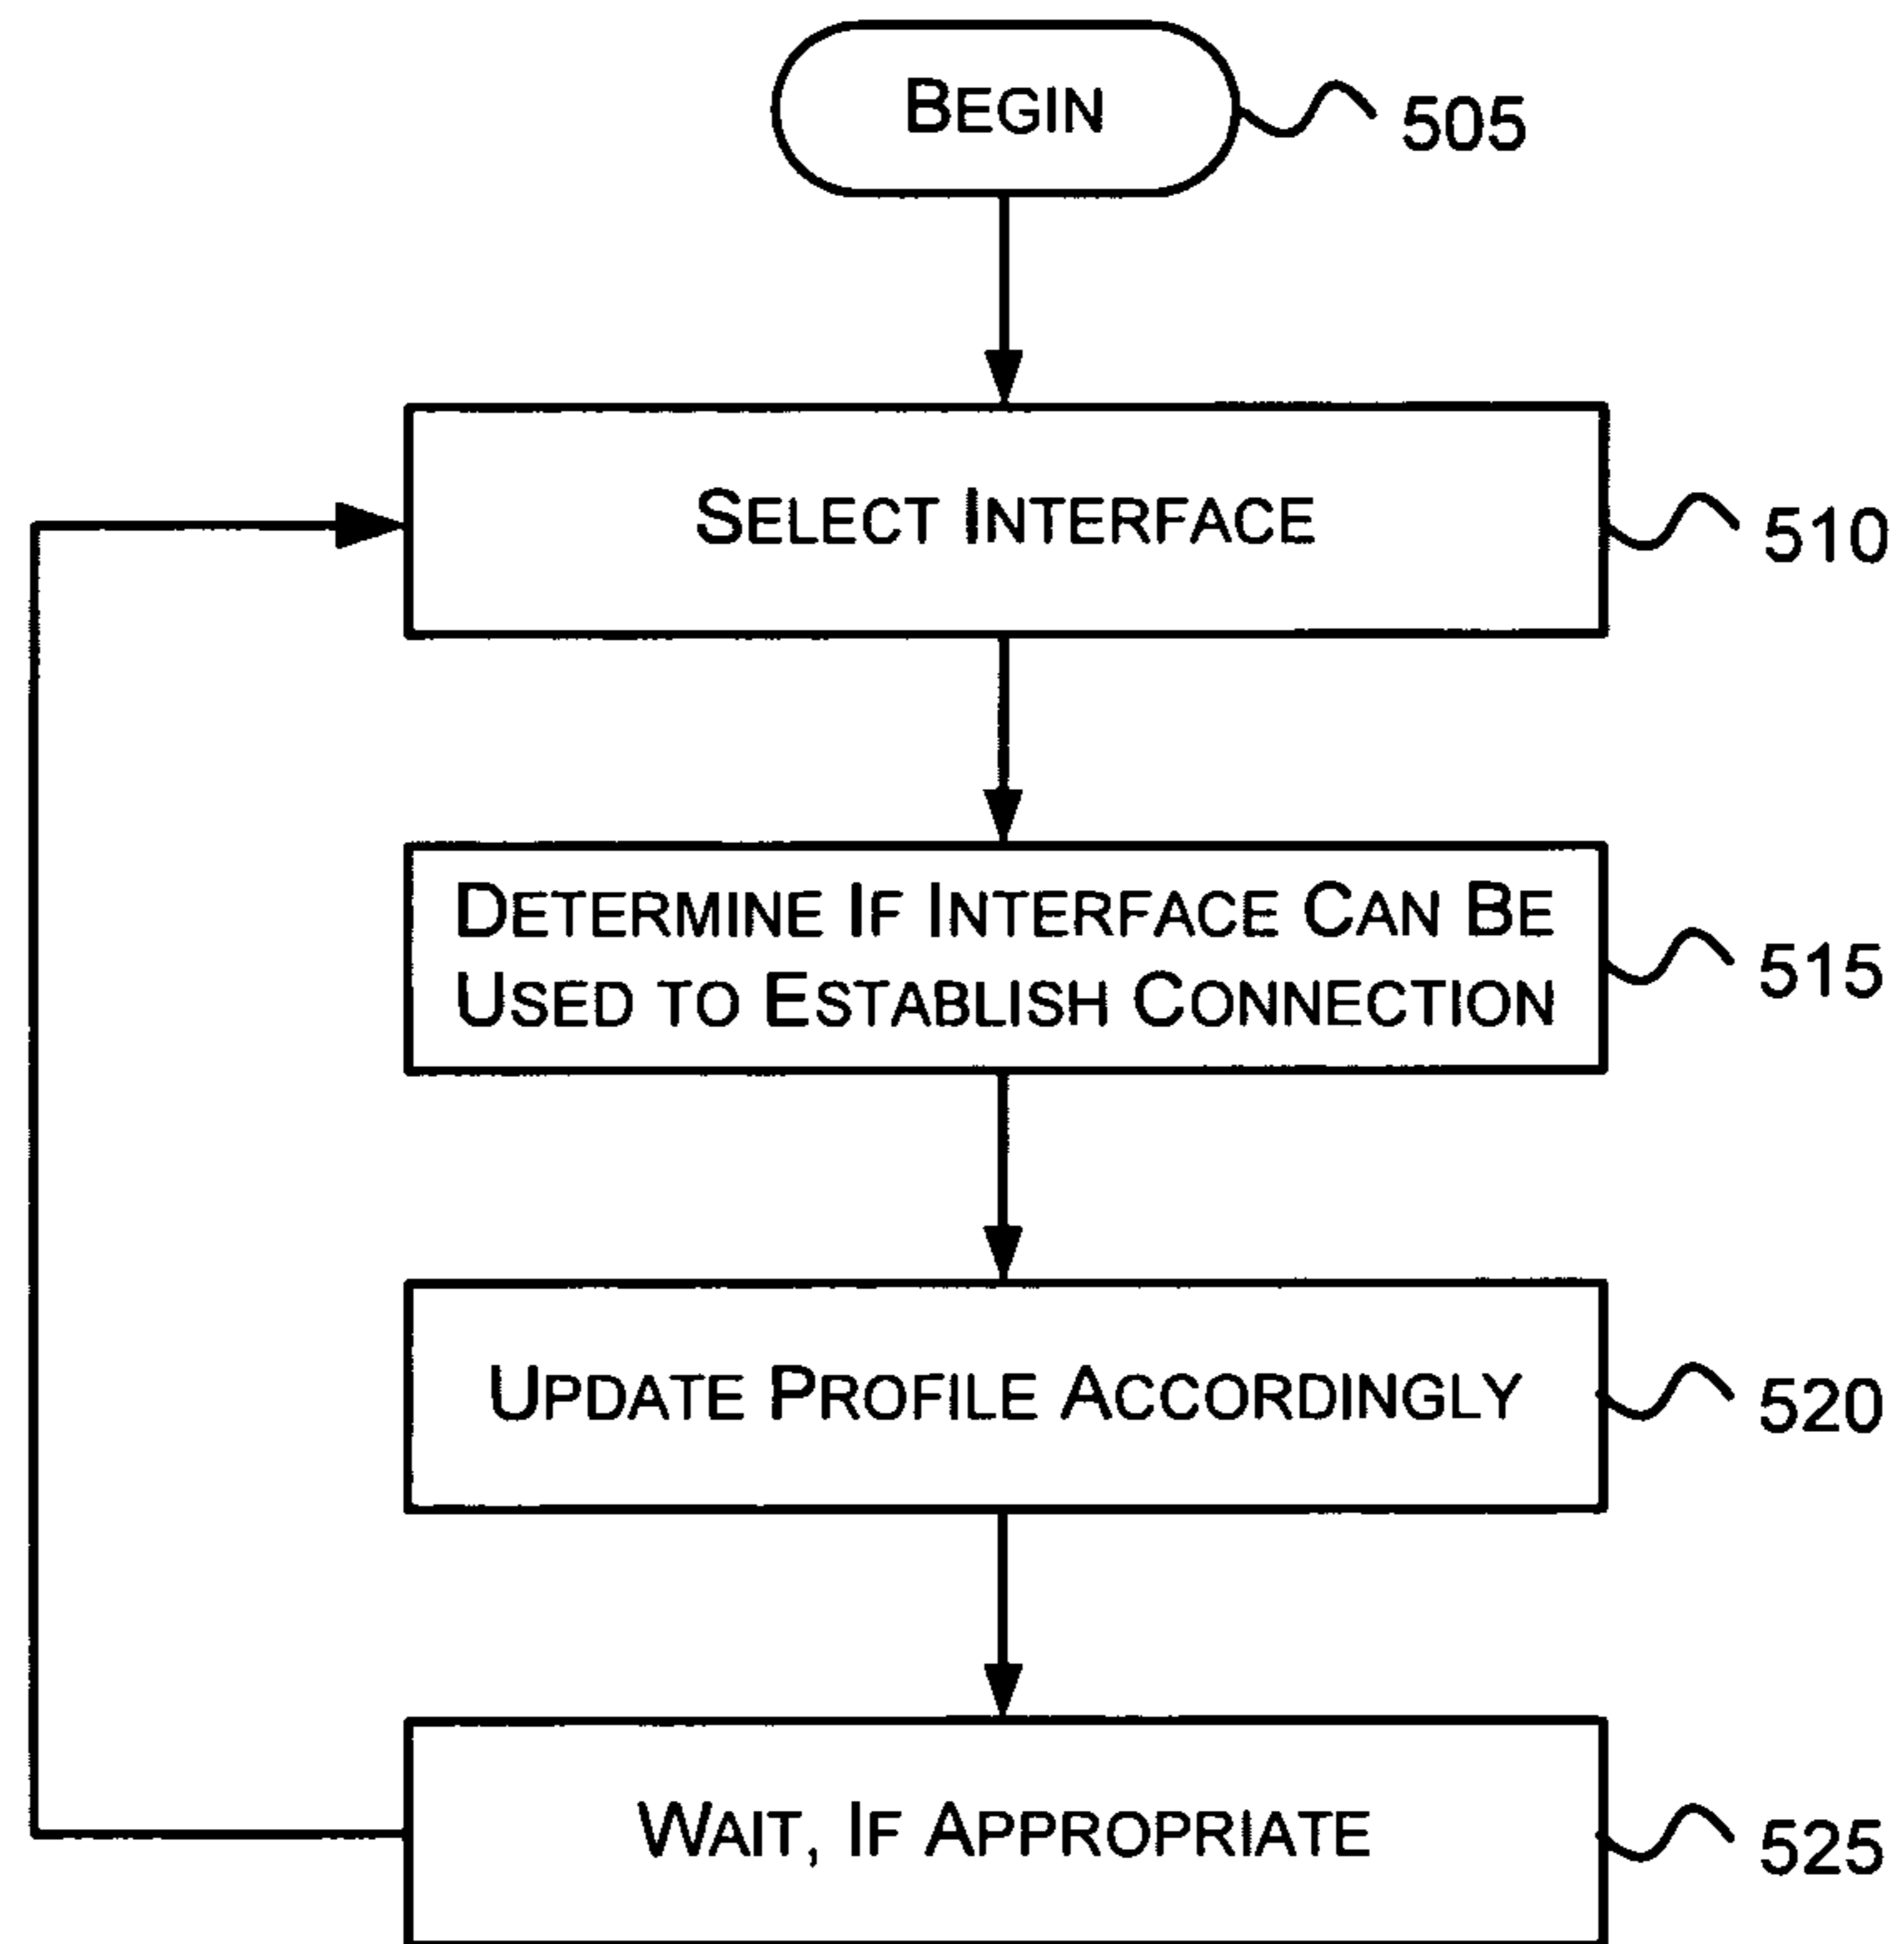 BEGIN
505
SELECT INTERFACE
510
DETERMINE IF INTERFACE CAN BE
USED TO ESTABLISH CONNECTION
515
UPDATE PROFILE ACCORDINGLY
520
WAIT, IF APPROPRIATE
525